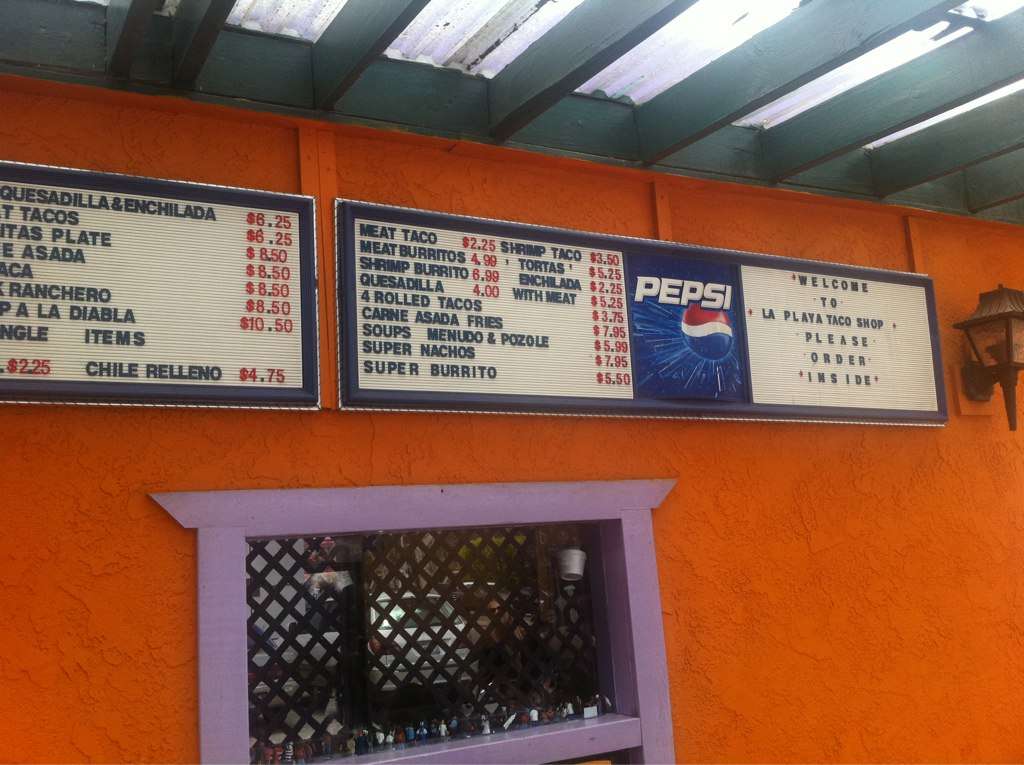 QUESADILLA & ENCHILADA $6.25
TACOS $6.25
PLATE $8.50
ASADA $8.50
$8.50
RANCHERO $8.50
A LA DIABLA $10.50
ITEMS
$2.25 CHILE RELLENO $4.75
MEAT TACO $2.25 SHRIMP TACO $3.50
MEAT BURRITOS 4.99 ' TORTAS ' $5.25
SHRIMP BURRITO 6.99 ENCHILADA $2.25
QUESADILLA 4.00 WITH MEAT $5.25
4 ROLLED TACOS $3.75
CARNE ASADA FRIES $7.95
SOUPS MENUDO & POZOLE $5.99
SUPER NACHOS $7.95
SUPER BURRITO $5.50
PEPSI
WELCOME
TO
LA PLAYA TACO SHOP
PLEASE
ORDER
INSIDE